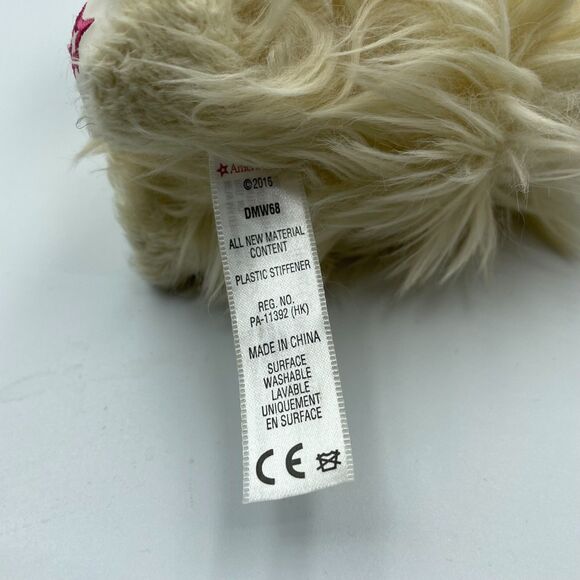 ©2015
DMW68
ALL NEW MATERIAL
CONTENT
PLASTIC STIFFENER
REG. NO.
PA-11392 (HK)
MADE IN CHINA
SURFACE
WASHABLE
LAVABLE
UNIQUEMENT
EN SURFACE
CE